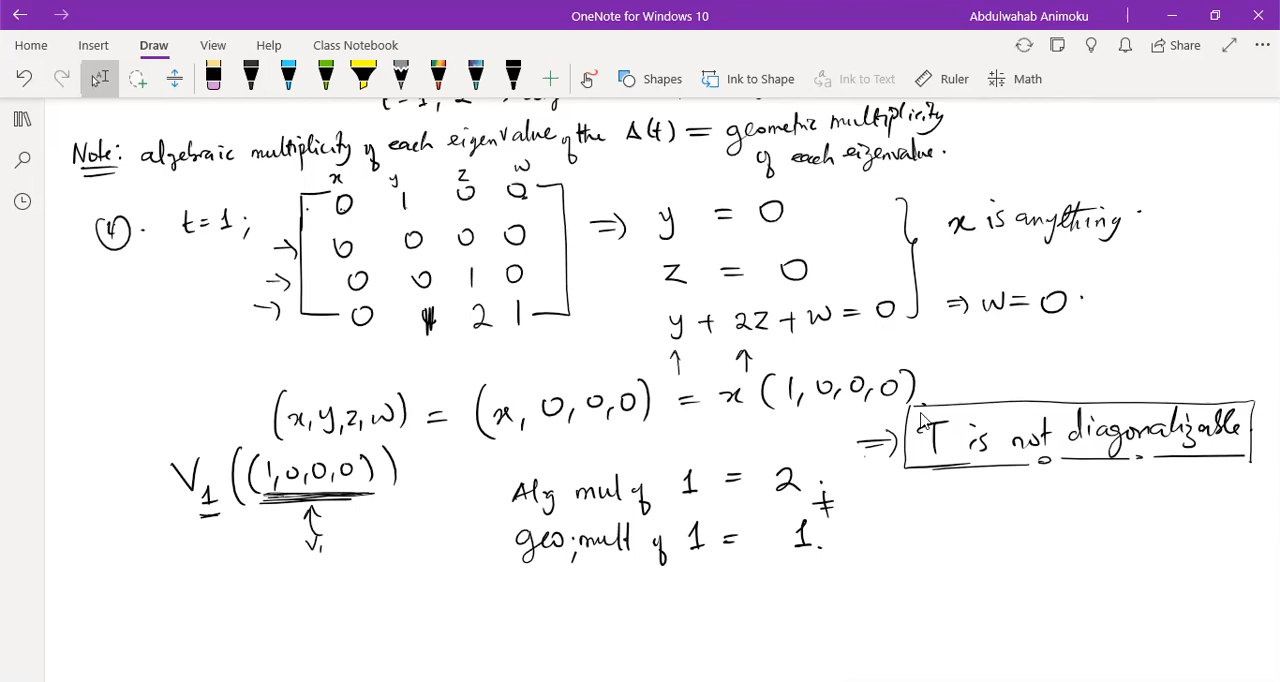 OneNote for Windows 10
Abdulwahab Animoku
Home Insert Draw View Help Class Notebook
Share
Shapes Ink to Shape Ink to Text Ruler Math
Note: algebraic multiplicity of each eigenvalue of the Δ(t) = geometric multiplicity
of each eigenvalue.
x y z w
④. t=1; 0 1 0 0 => y = 0
0 0 0 0 x is anything.
0 0 1 0 z = 0
0 1 2 1 y + 2z + w = 0 => w = 0.
(x, y, z, w) = (x, 0, 0, 0) = x (1, 0, 0, 0).
=> T is not diagonalizable
V₁ ((1, 0, 0, 0))
v₁
Alg mul of 1 = 2 ;
≠
geo; mult of 1 = 1.